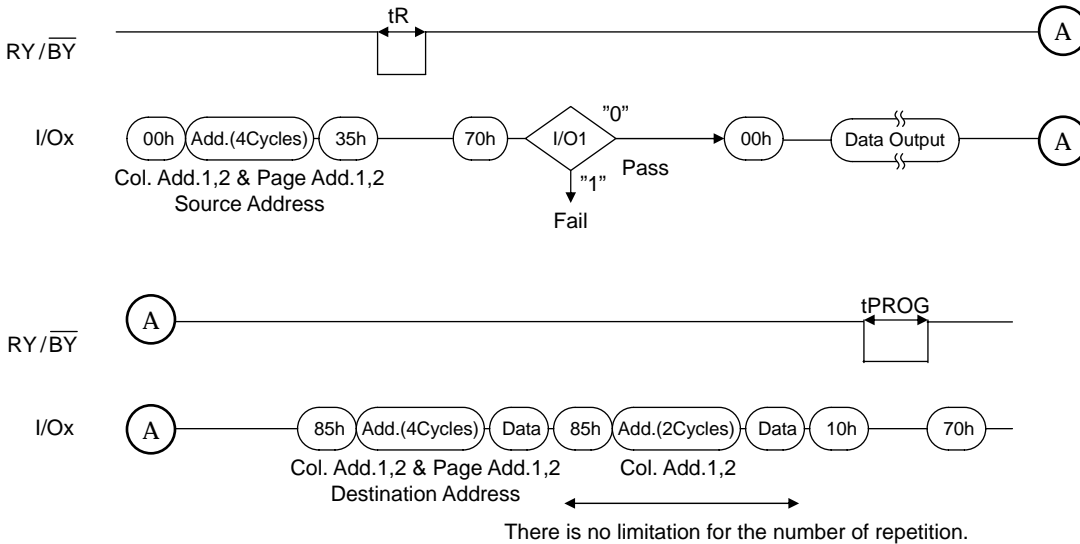 tR
RY/BY
A
I/Ox
00h Add.(4Cycles) 35h 70h I/O1 "0" 00h Data Output A
Pass
"1"
Fail
Col. Add.1,2 & Page Add.1,2
Source Address
A
tPROG
RY/BY
I/Ox
A 85h Add.(4Cycles) Data 85h Add.(2Cycles) Data 10h 70h
Col. Add.1,2 & Page Add.1,2 Col. Add.1,2
Destination Address
There is no limitation for the number of repetition.